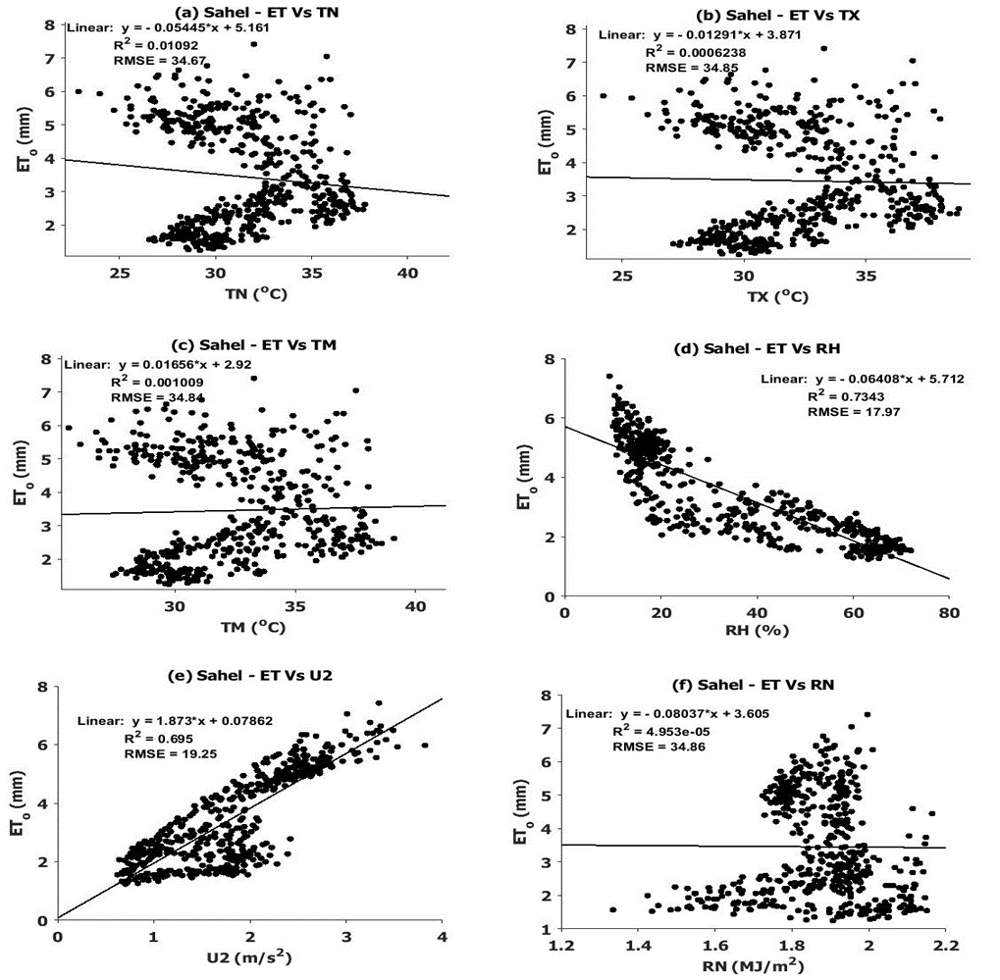 (a) Sahel - ET Vs TN
Linear: y = - 0.05445*x + 5.161
R2 = 0.01092
RMSE = 34.67
8
7
6
5
4
3
2
ETo (mm)
25 30 35 40
TN (oC)
(b) Sahel - ET Vs TX
Linear: y = - 0.01291*x + 3.871
R2 = 0.0006238
RMSE = 34.85
8
7
6
5
4
3
2
ETo (mm)
25 30 35
TX (oC)
(c) Sahel - ET Vs TM
Linear: y = 0.01656*x + 2.92
R2 = 0.001009
RMSE = 34.84
8
7
6
5
4
3
2
ETo (mm)
30 35 40
TM (oC)
(d) Sahel - ET Vs RH
Linear: y = - 0.06408*x + 5.712
R2 = 0.7343
RMSE = 17.97
8
6
4
2
0
ETo (mm)
0 20 40 60 80
RH (%)
(e) Sahel - ET Vs U2
Linear: y = 1.873*x + 0.07862
R2 = 0.695
RMSE = 19.25
8
6
4
2
0
ETo (mm)
0 1 2 3 4
U2 (m/s2)
(f) Sahel - ET Vs RN
Linear: y = - 0.08037*x + 3.605
R2 = 4.953e-05
RMSE = 34.86
8
7
6
5
4
3
2
1
ETo (mm)
1.2 1.4 1.6 1.8 2 2.2
RN (MJ/m2)